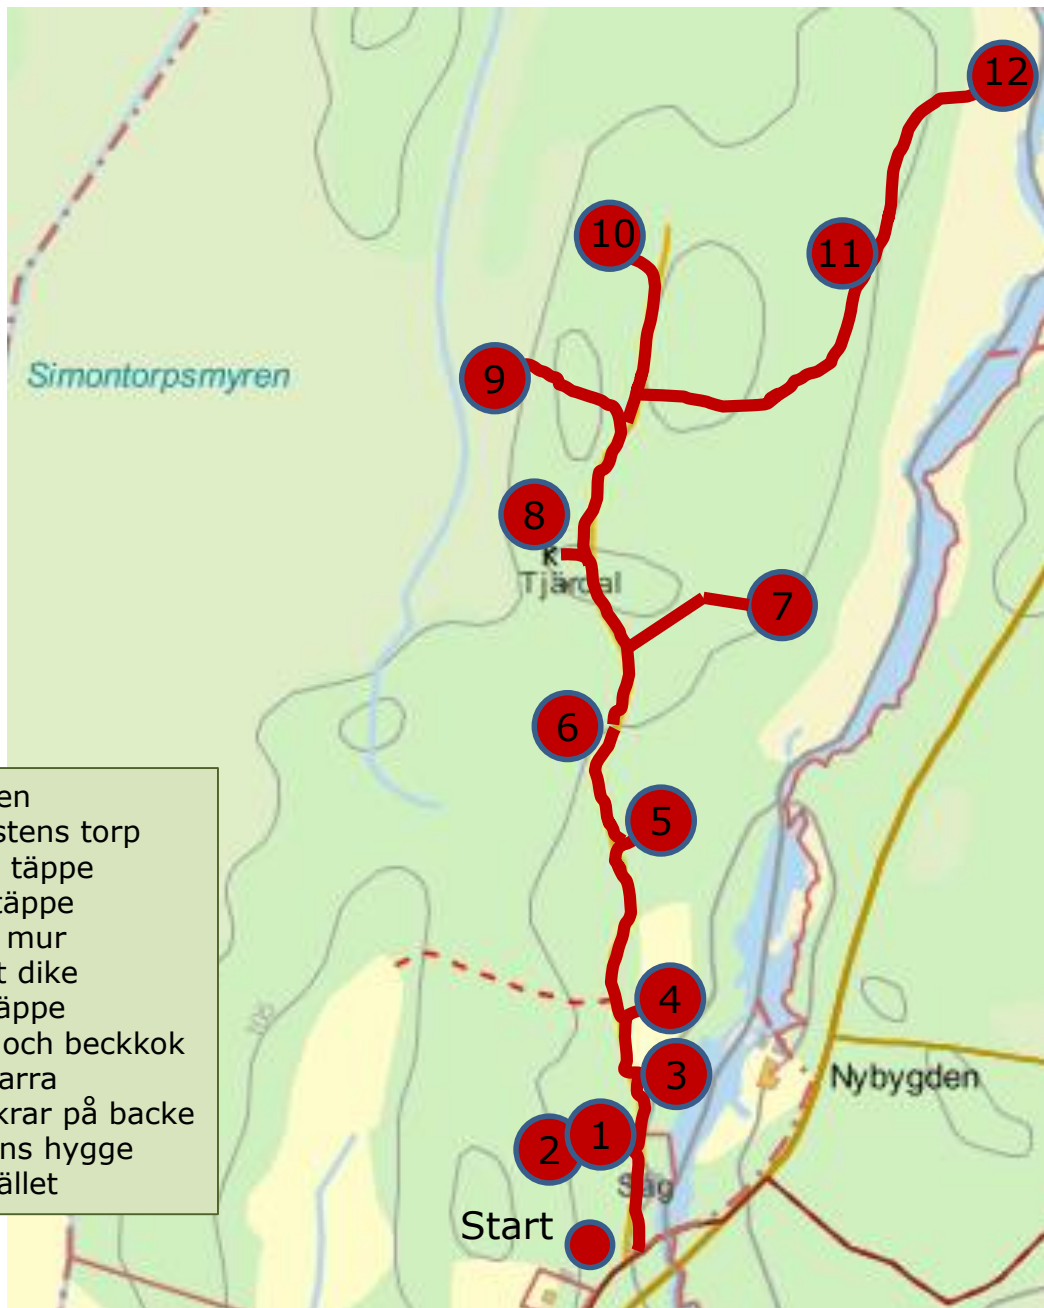 12
10
11
Simontorpsmyren
9
8
K
Tjärdal
7
6
5
en
stens torp
täppe
täppe
mur
t dike
äppe
och beckkok
arra
krar på backe
ns hygge
ället
4
3
Nybygden
1
2
Såg
Start